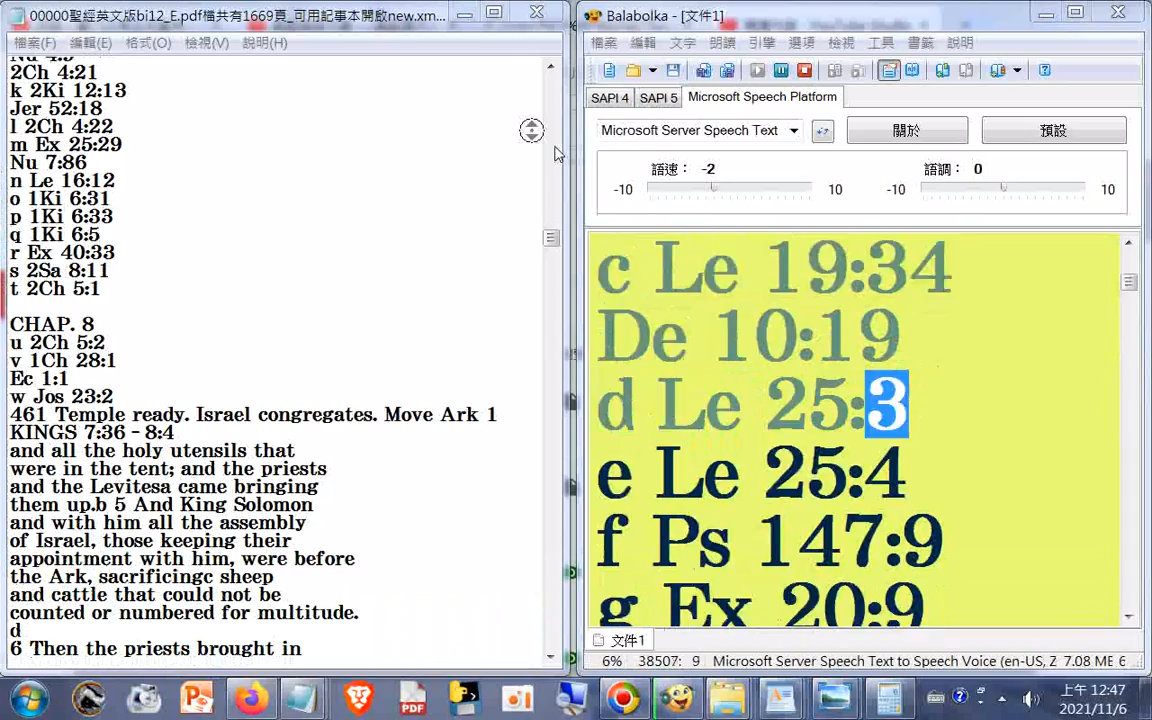 00000聖經英文版bi12_E.pdf檔共有1669頁_可用記事本開啟new.xm...
檔案(F) 編輯(E) 格式(O) 檢視(V) 說明(H)
Nu 4:9
2Ch 4:21
k 2Ki 12:13
Jer 52:18
l 2Ch 4:22
m Ex 25:29
Nu 7:86
n Le 16:12
o 1Ki 6:31
p 1Ki 6:33
q 1Ki 6:5
r Ex 40:33
s 2Sa 8:11
t 2Ch 5:1
CHAP. 8
u 2Ch 5:2
v 1Ch 28:1
Ec 1:1
w Jos 23:2
461 Temple ready. Israel congregates. Move Ark 1
KINGS 7:36 - 8:4
and all the holy utensils that
were in the tent; and the priests
and the Levitesa came bringing
them up.b 5 And King Solomon
and with him all the assembly
of Israel, those keeping their
appointment with him, were before
the Ark, sacrificingc sheep
and cattle that could not be
counted or numbered for multitude.
d
6 Then the priests brought in
Balabolka - [文件1]
檔案 編輯 文字 朗讀 引擎 選項 檢視 工具 書籤 說明
SAPI 4 SAPI 5 Microsoft Speech Platform
Microsoft Server Speech Text 關於 預設
語速： -2 語調： 0
-10 10 -10 10
c Le 19:34
De 10:19
d Le 25:3
e Le 25:4
f Ps 147:9
g Ex 20:9
文件1
6% 38507: 9 Microsoft Server Speech Text to Speech Voice (en-US, Z 7.08 MB 6
PDF
上午 12:47
2021/11/6